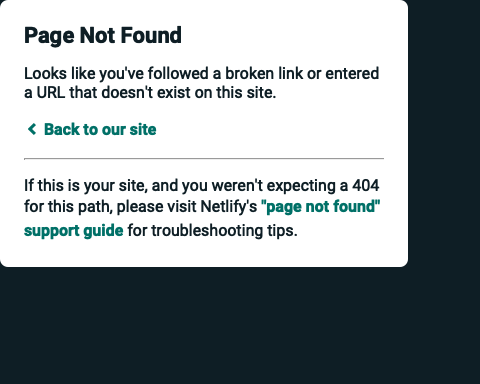 Page Not Found
Looks like you've followed a broken link or entered
a URL that doesn't exist on this site.
Back to our site
If this is your site, and you weren't expecting a 404
for this path, please visit Netlify's "page not found"
support guide for troubleshooting tips.